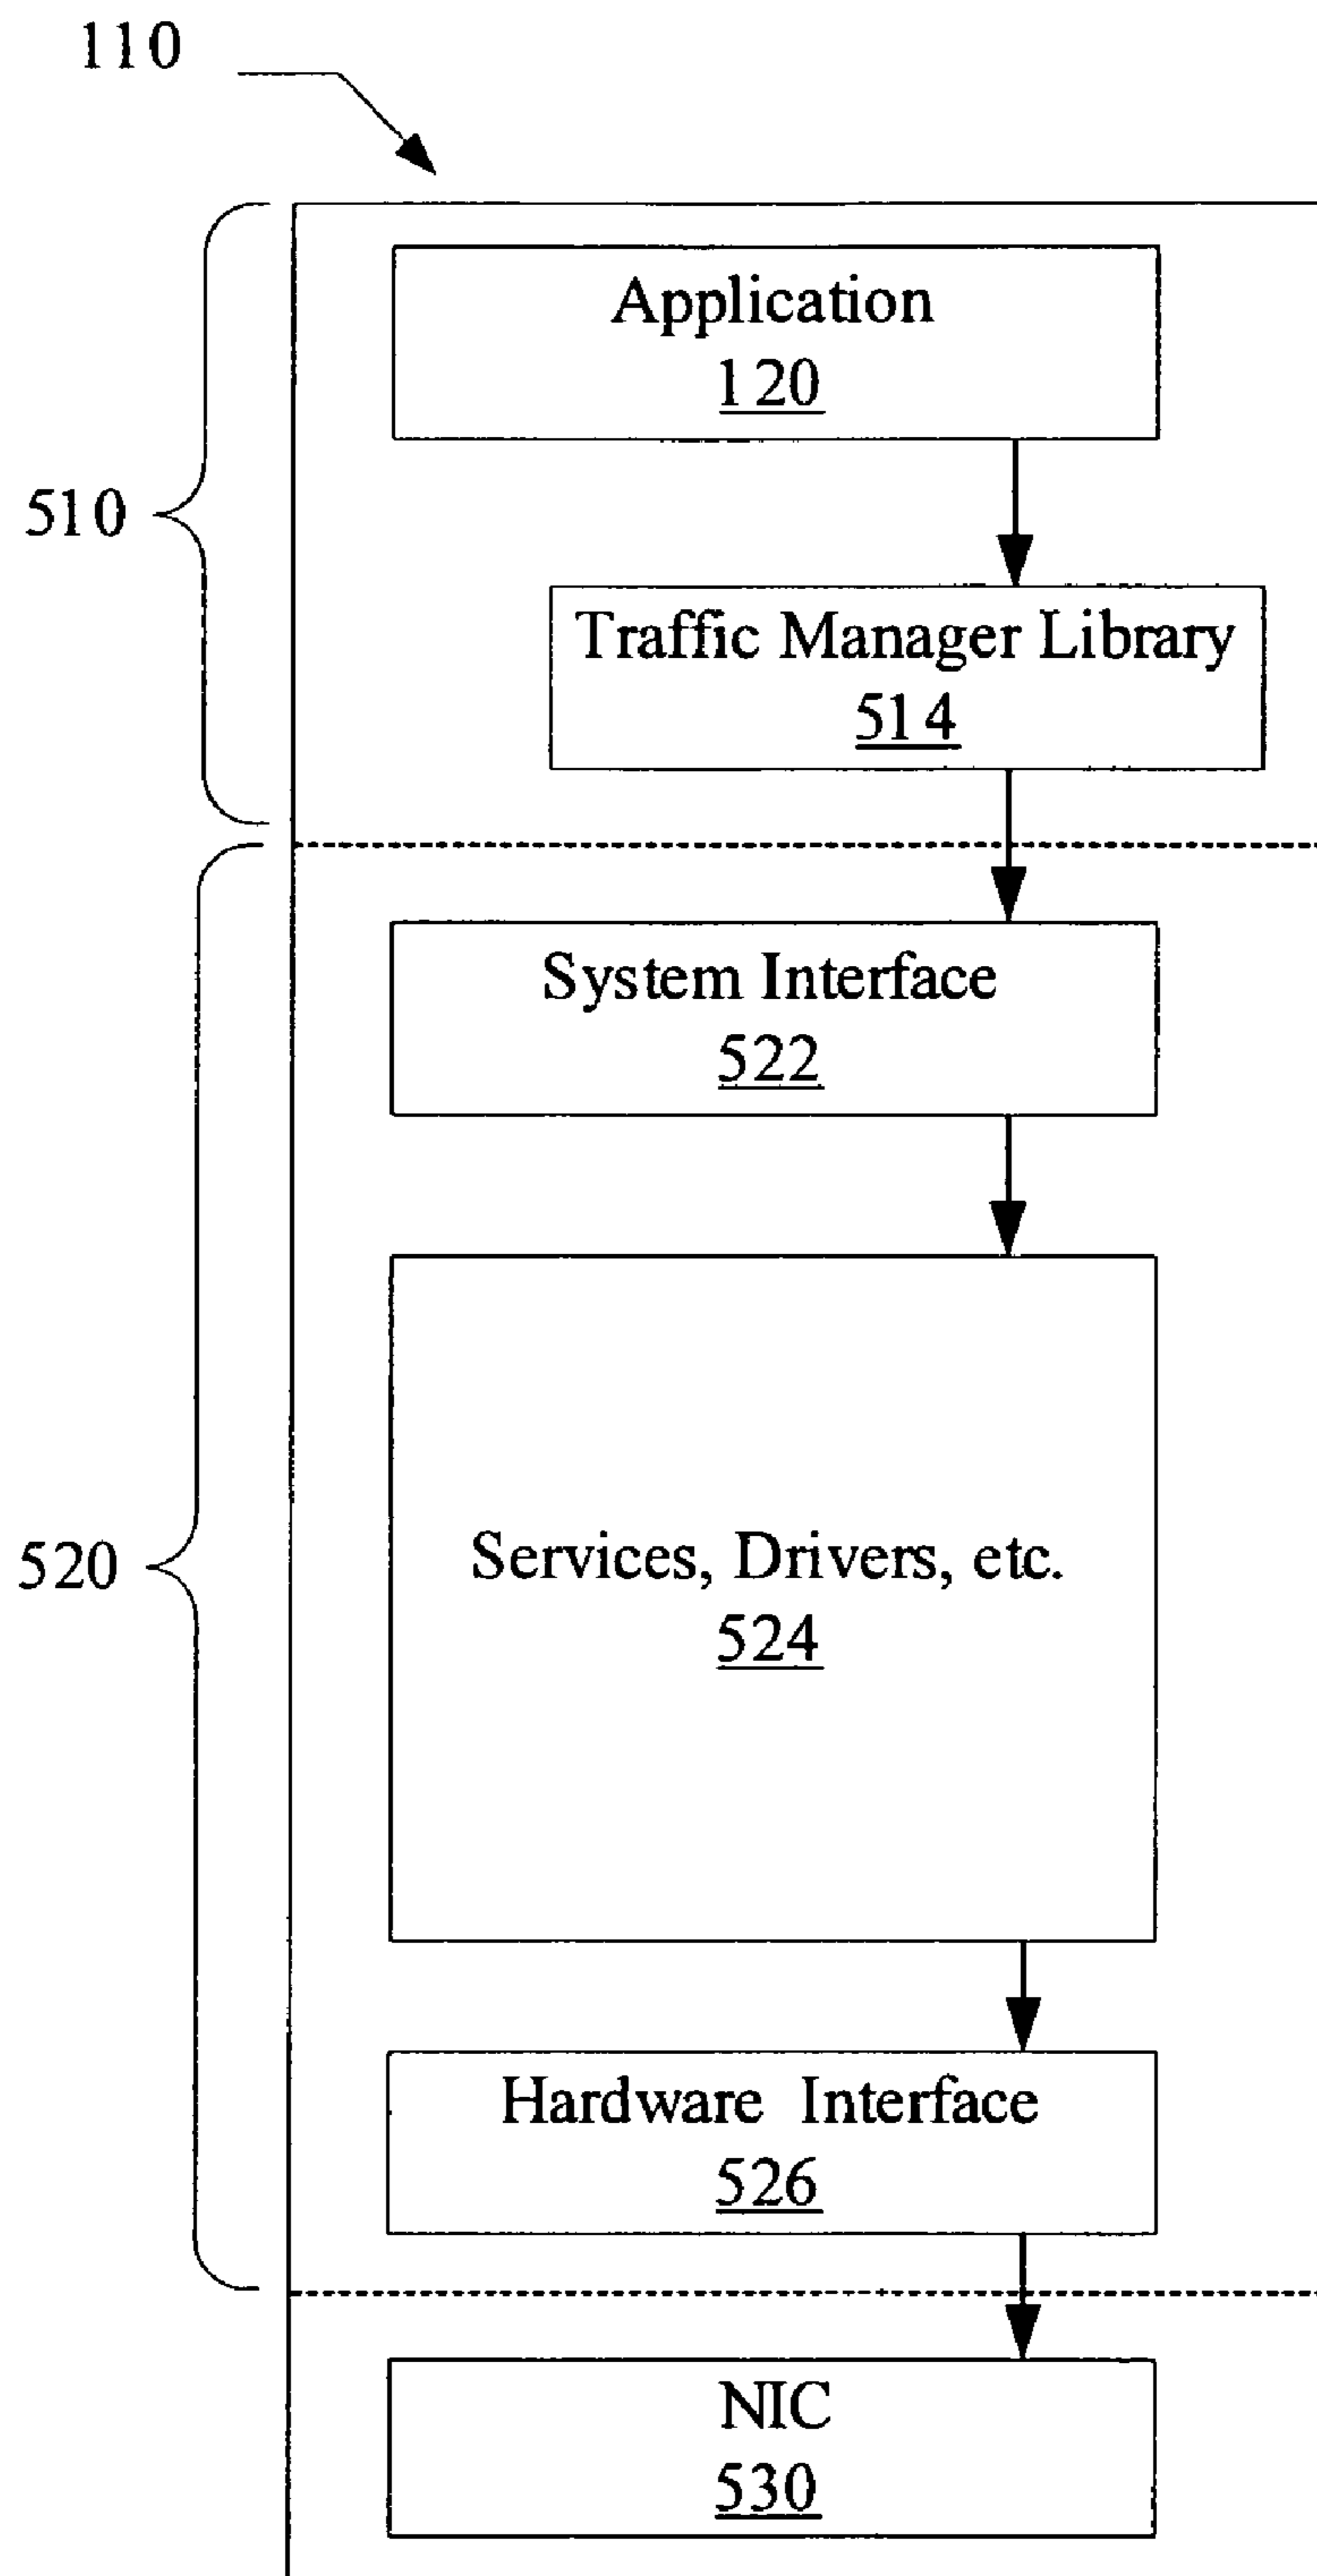 110
Application
120
510
Traffic Manager Library
514
System Interface
522
Services, Drivers, etc.
520
524
Hardware Interface
526
NIC
530